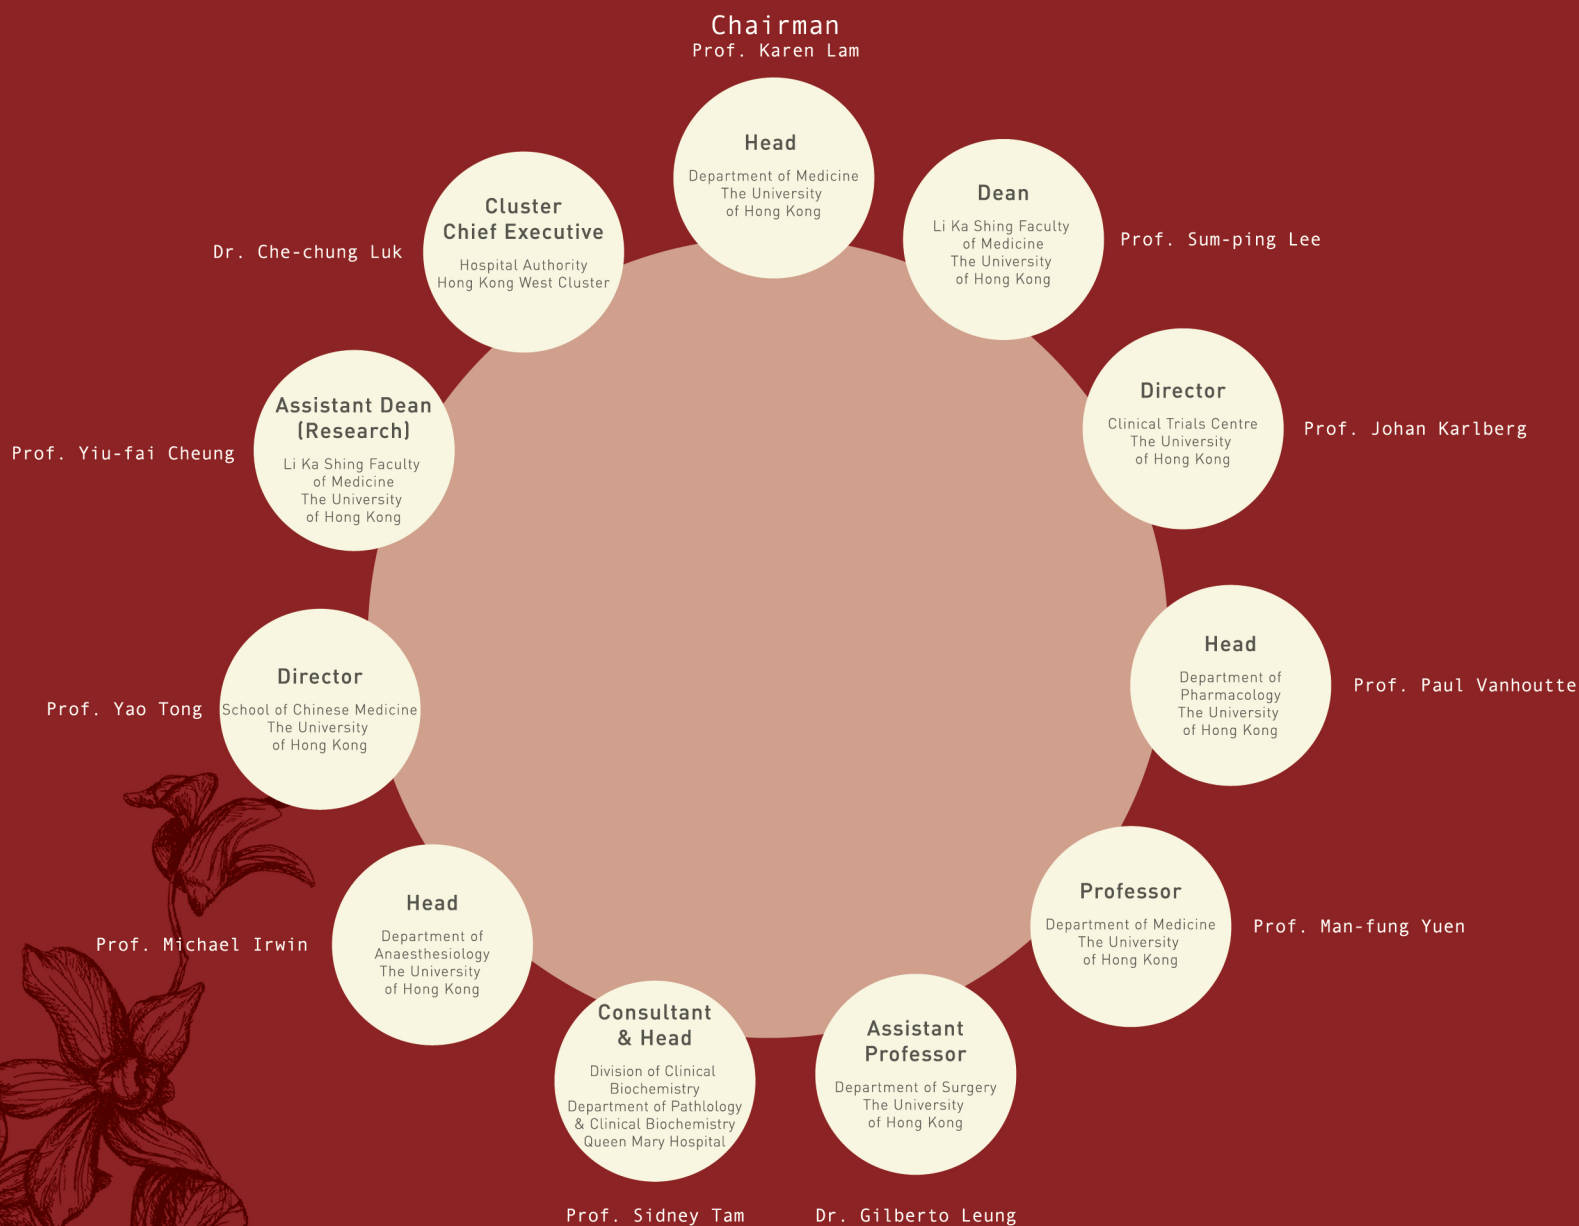 Chairman
Prof. Karen Lam
Head
Department of Medicine
The University
of Hong Kong
Dean
Li Ka Shing Faculty
of Medicine
The University
of Hong Kong
Prof. Sum-ping Lee
Director
Clinical Trials Centre
The University
of Hong Kong
Prof. Johan Karlberg
Head
Department of
Pharmacology
The University
of Hong Kong
Prof. Paul Vanhoutte
Professor
Department of Medicine
The University
of Hong Kong
Prof. Man-fung Yuen
Assistant
Professor
Department of Surgery
The University
of Hong Kong
Dr. Gilberto Leung
Consultant
& Head
Division of Clinical
Biochemistry
Department of Pathlology
& Clinical Biochemistry
Queen Mary Hospital
Prof. Sidney Tam
Head
Department of
Anaesthesiology
The University
of Hong Kong
Prof. Michael Irwin
Director
School of Chinese Medicine
The University
of Hong Kong
Prof. Yao Tong
Assistant Dean
(Research)
Li Ka Shing Faculty
of Medicine
The University
of Hong Kong
Prof. Yiu-fai Cheung
Cluster
Chief Executive
Hospital Authority
Hong Kong West Cluster
Dr. Che-chung Luk